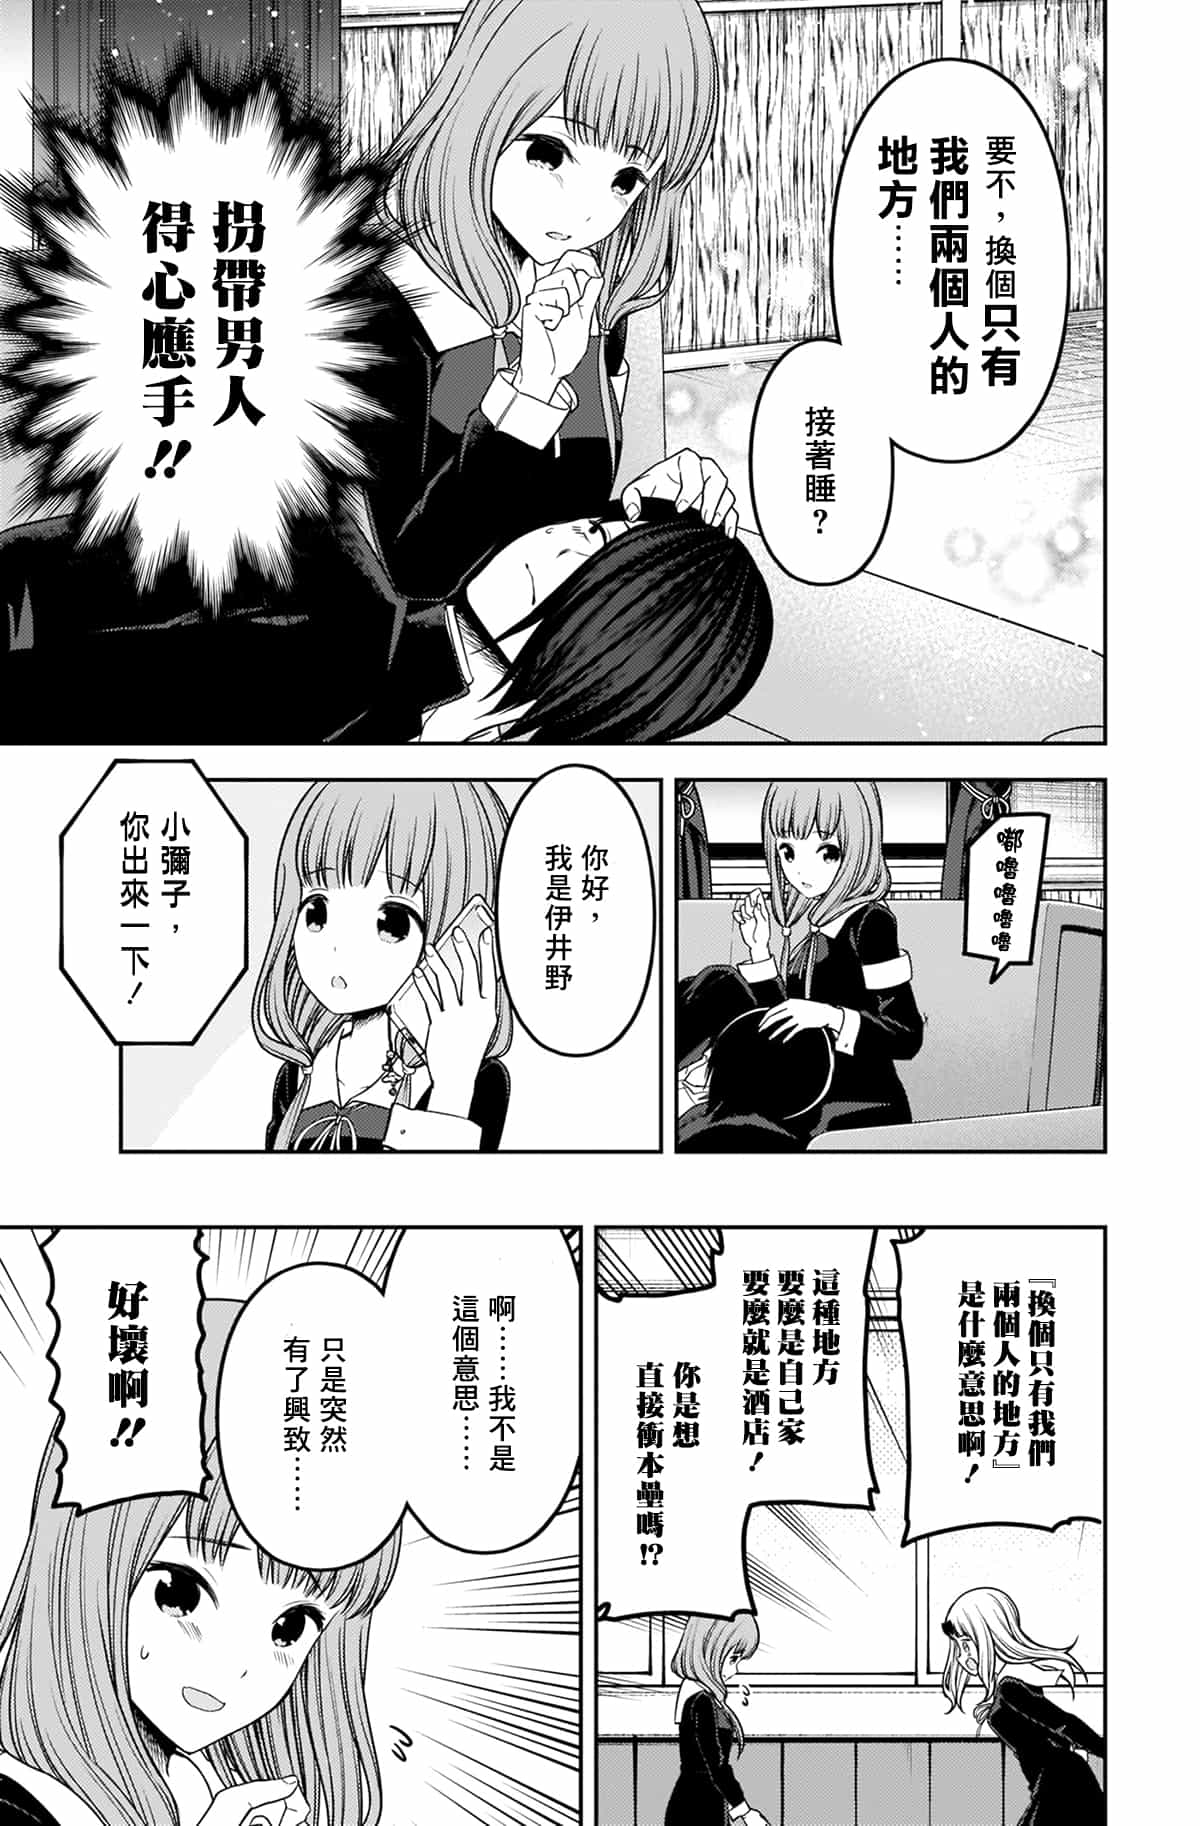 要不，換個只有
我們兩個人的
地方……
接著睡？
拐帶男人
得心應手!!
嘟嚕嚕嚕嚕
你好，
我是伊井野
小彌子，
你出來一下！
『換個只有我們
兩個人的地方』
是什麼意思啊！
這種地方
要麼是自己家
要麼就是酒店！
你是想
直接衝本壘嗎!?
啊……我不是
這個意思……
只是突然
有了興致……
好壞啊!!